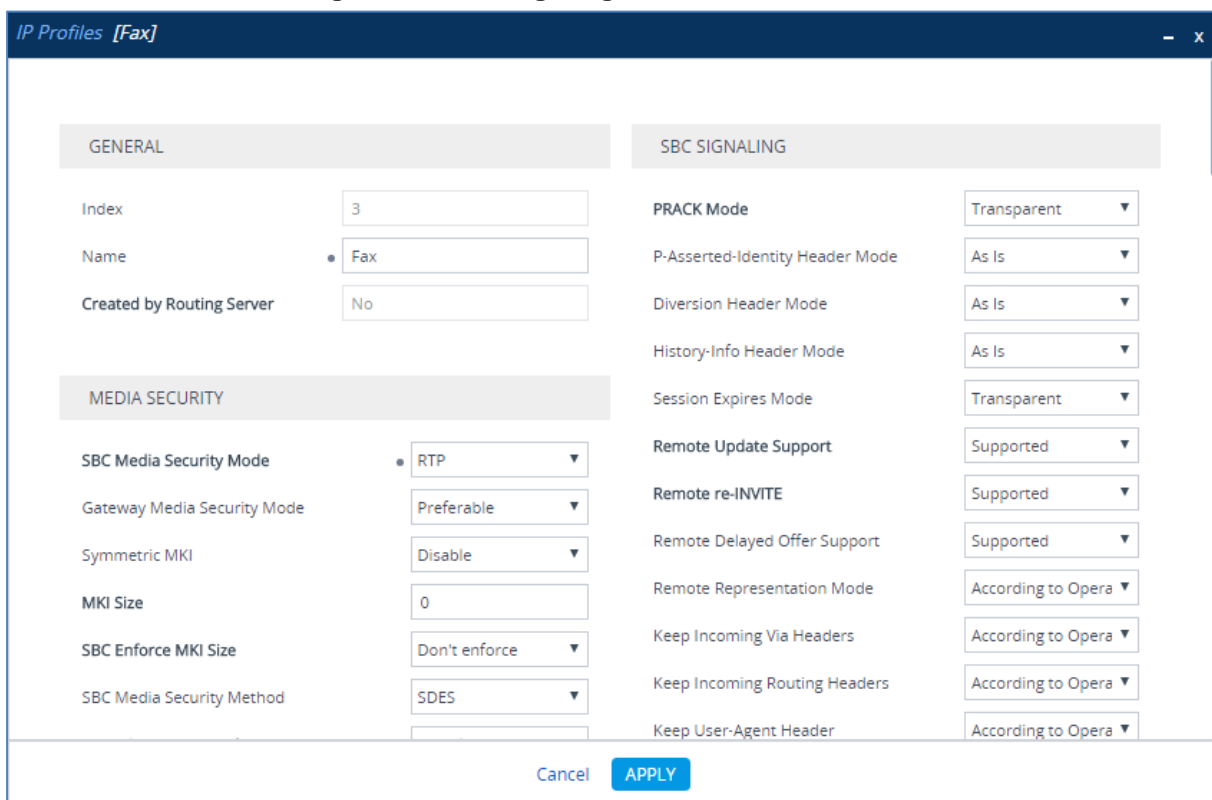 IP Profiles [Fax]
– x
GENERAL
Index 3
Name Fax
Created by Routing Server No
MEDIA SECURITY
SBC Media Security Mode RTP
Gateway Media Security Mode Preferable
Symmetric MKI Disable
MKI Size 0
SBC Enforce MKI Size Don't enforce
SBC Media Security Method SDES
SBC SIGNALING
PRACK Mode Transparent
P-Asserted-Identity Header Mode As Is
Diversion Header Mode As Is
History-Info Header Mode As Is
Session Expires Mode Transparent
Remote Update Support Supported
Remote re-INVITE Supported
Remote Delayed Offer Support Supported
Remote Representation Mode According to Opera
Keep Incoming Via Headers According to Opera
Keep Incoming Routing Headers According to Opera
Keep User-Agent Header According to Opera
Cancel APPLY